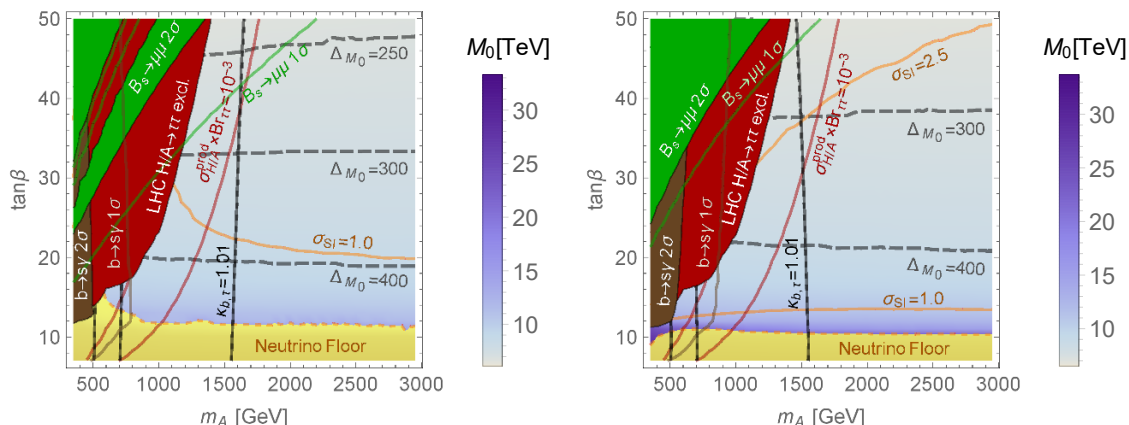 50
40
30
20
10
tanβ
500
1000
1500
2000
2500
3000
m_A [GeV]
B_s→μμ 2σ
LHC H/A→ττ excl.
B_s→μμ 1σ
σ^prod_H/A×Br_ττ=10⁻³
Δ_M₀=250
Δ_M₀=300
σ_SI=1.0
Δ_M₀=400
b→sγ 2σ
b→sγ 1σ
κ_b,τ=1.01
Neutrino Floor
M₀[TeV]
30
25
20
15
10
50
40
30
20
10
tanβ
500
1000
1500
2000
2500
3000
m_A [GeV]
B_s→μμ 2σ
B_s→μμ 1σ
LHC H/A→ττ excl.
σ^prod_H/A×Br_ττ=10⁻³
σ_SI=2.5
Δ_M₀=300
Δ_M₀=400
b→sγ 2σ
b→sγ 1σ
κ_b,τ=1.01
σ_SI=1.0
Neutrino Floor
M₀[TeV]
30
25
20
15
10